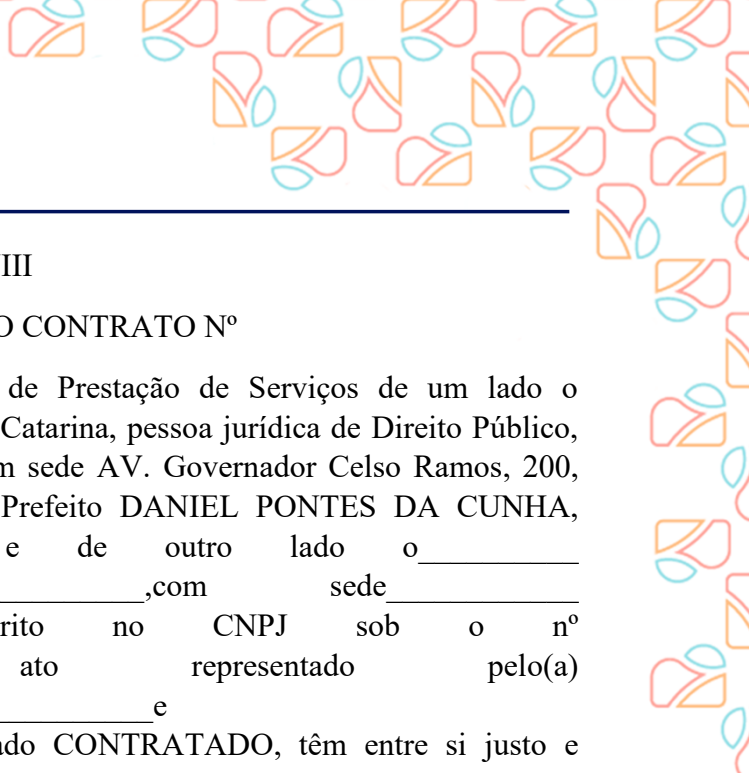 III
O CONTRATO Nº
de Prestação de Serviços de um lado o
Catarina, pessoa jurídica de Direito Público,
m sede AV. Governador Celso Ramos, 200,
Prefeito DANIEL PONTES DA CUNHA,
e de outro lado o__________
__________,com sede____________
rito no CNPJ sob o nº
ato representado pelo(a)
__________e
ado CONTRATADO, têm entre si justo e